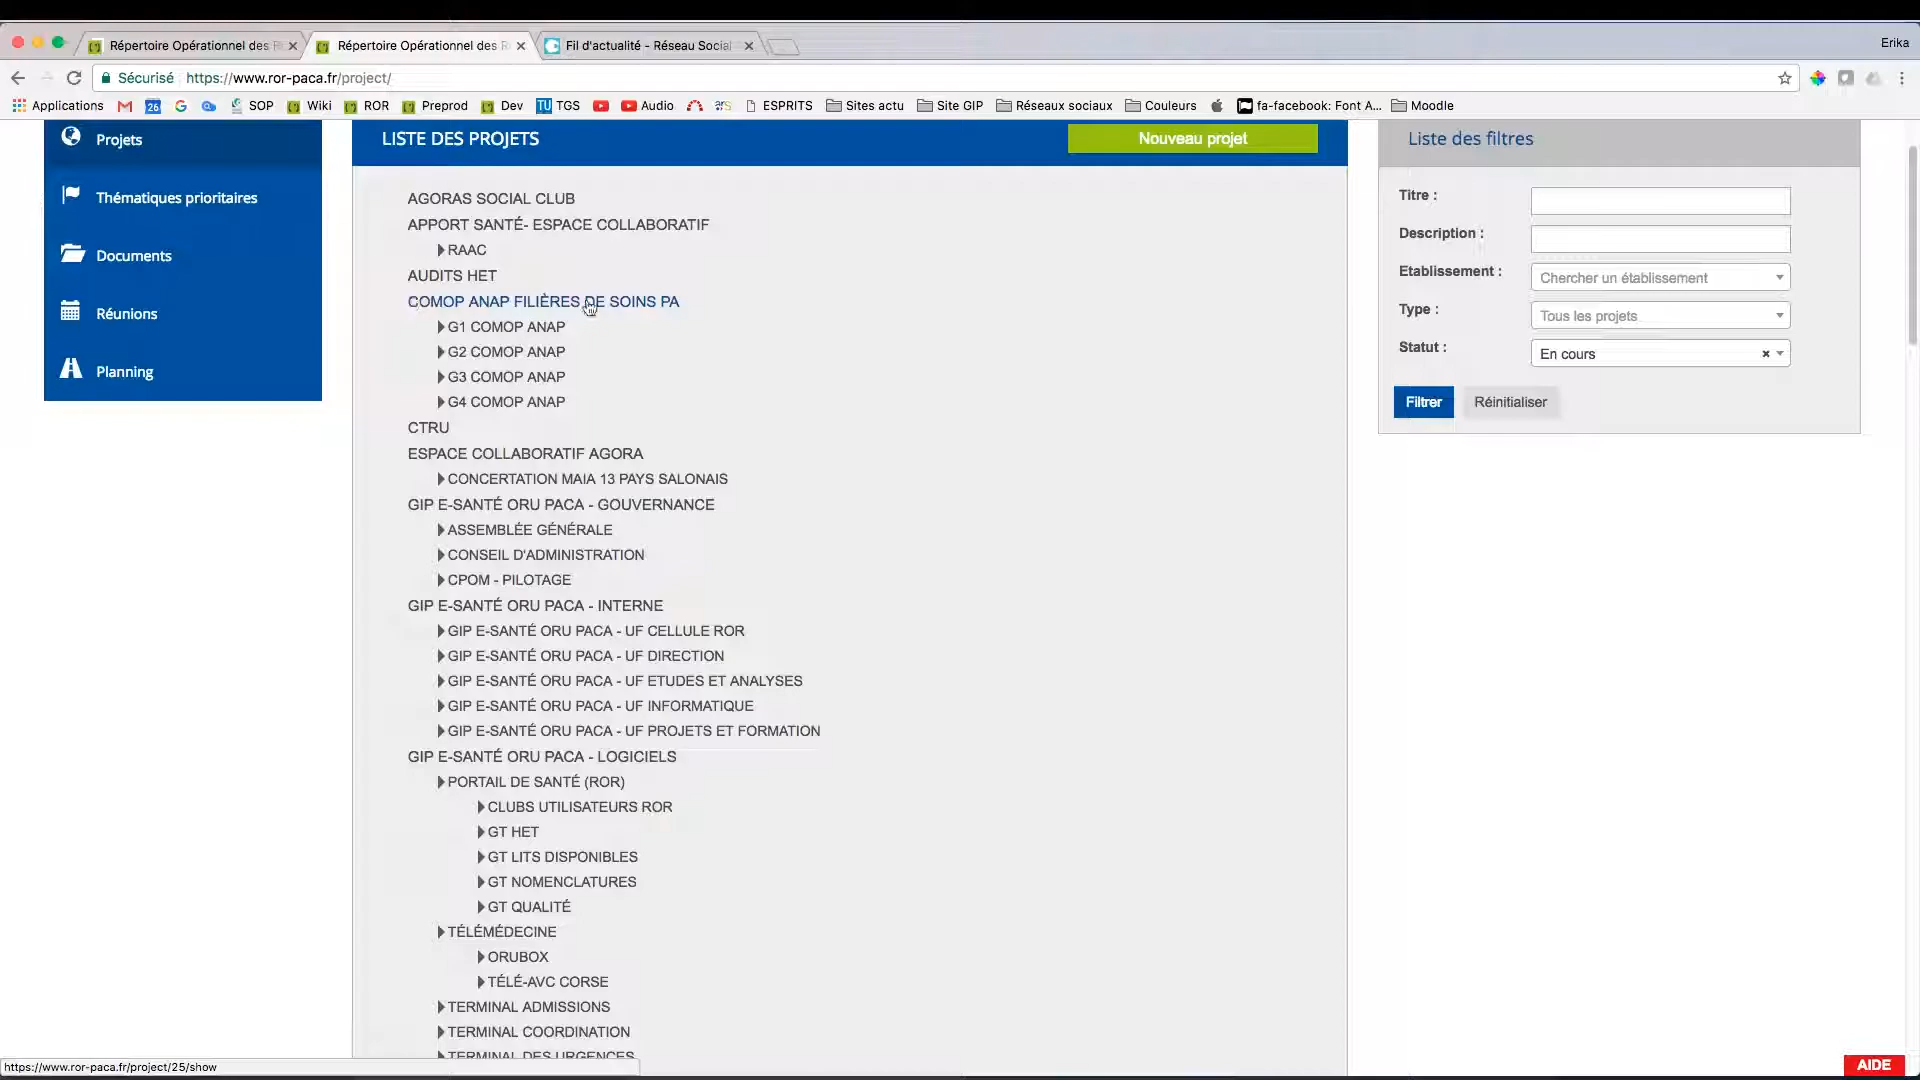 Répertoire Opérationnel des R
Répertoire Opérationnel des R
Fil d'actualité - Réseau Social
Erika
Sécurisé https://www.ror-paca.fr/project/
Applications
26
SOP
Wiki
ROR
Preprod
Dev
TU TGS
Audio
ars
ESPRITS
Sites actu
Site GIP
Réseaux sociaux
Couleurs
fa-facebook: Font A...
Moodle
Projets
Thématiques prioritaires
Documents
Réunions
Planning
LISTE DES PROJETS
Nouveau projet
AGORAS SOCIAL CLUB
APPORT SANTÉ- ESPACE COLLABORATIF
RAAC
AUDITS HET
COMOP ANAP FILIÈRES DE SOINS PA
G1 COMOP ANAP
G2 COMOP ANAP
G3 COMOP ANAP
G4 COMOP ANAP
CTRU
ESPACE COLLABORATIF AGORA
CONCERTATION MAIA 13 PAYS SALONAIS
GIP E-SANTÉ ORU PACA - GOUVERNANCE
ASSEMBLÉE GÉNÉRALE
CONSEIL D'ADMINISTRATION
CPOM - PILOTAGE
GIP E-SANTÉ ORU PACA - INTERNE
GIP E-SANTÉ ORU PACA - UF CELLULE ROR
GIP E-SANTÉ ORU PACA - UF DIRECTION
GIP E-SANTÉ ORU PACA - UF ETUDES ET ANALYSES
GIP E-SANTÉ ORU PACA - UF INFORMATIQUE
GIP E-SANTÉ ORU PACA - UF PROJETS ET FORMATION
GIP E-SANTÉ ORU PACA - LOGICIELS
PORTAIL DE SANTÉ (ROR)
CLUBS UTILISATEURS ROR
GT HET
GT LITS DISPONIBLES
GT NOMENCLATURES
GT QUALITÉ
TÉLÉMÉDECINE
ORUBOX
TÉLÉ-AVC CORSE
TERMINAL ADMISSIONS
TERMINAL COORDINATION
TERMINAL DES URGENCES
Liste des filtres
Titre :
Description :
Etablissement :
Chercher un établissement
Type :
Tous les projets
Statut :
En cours
Filtrer
Réinitialiser
https://www.ror-paca.fr/project/25/show
AIDE